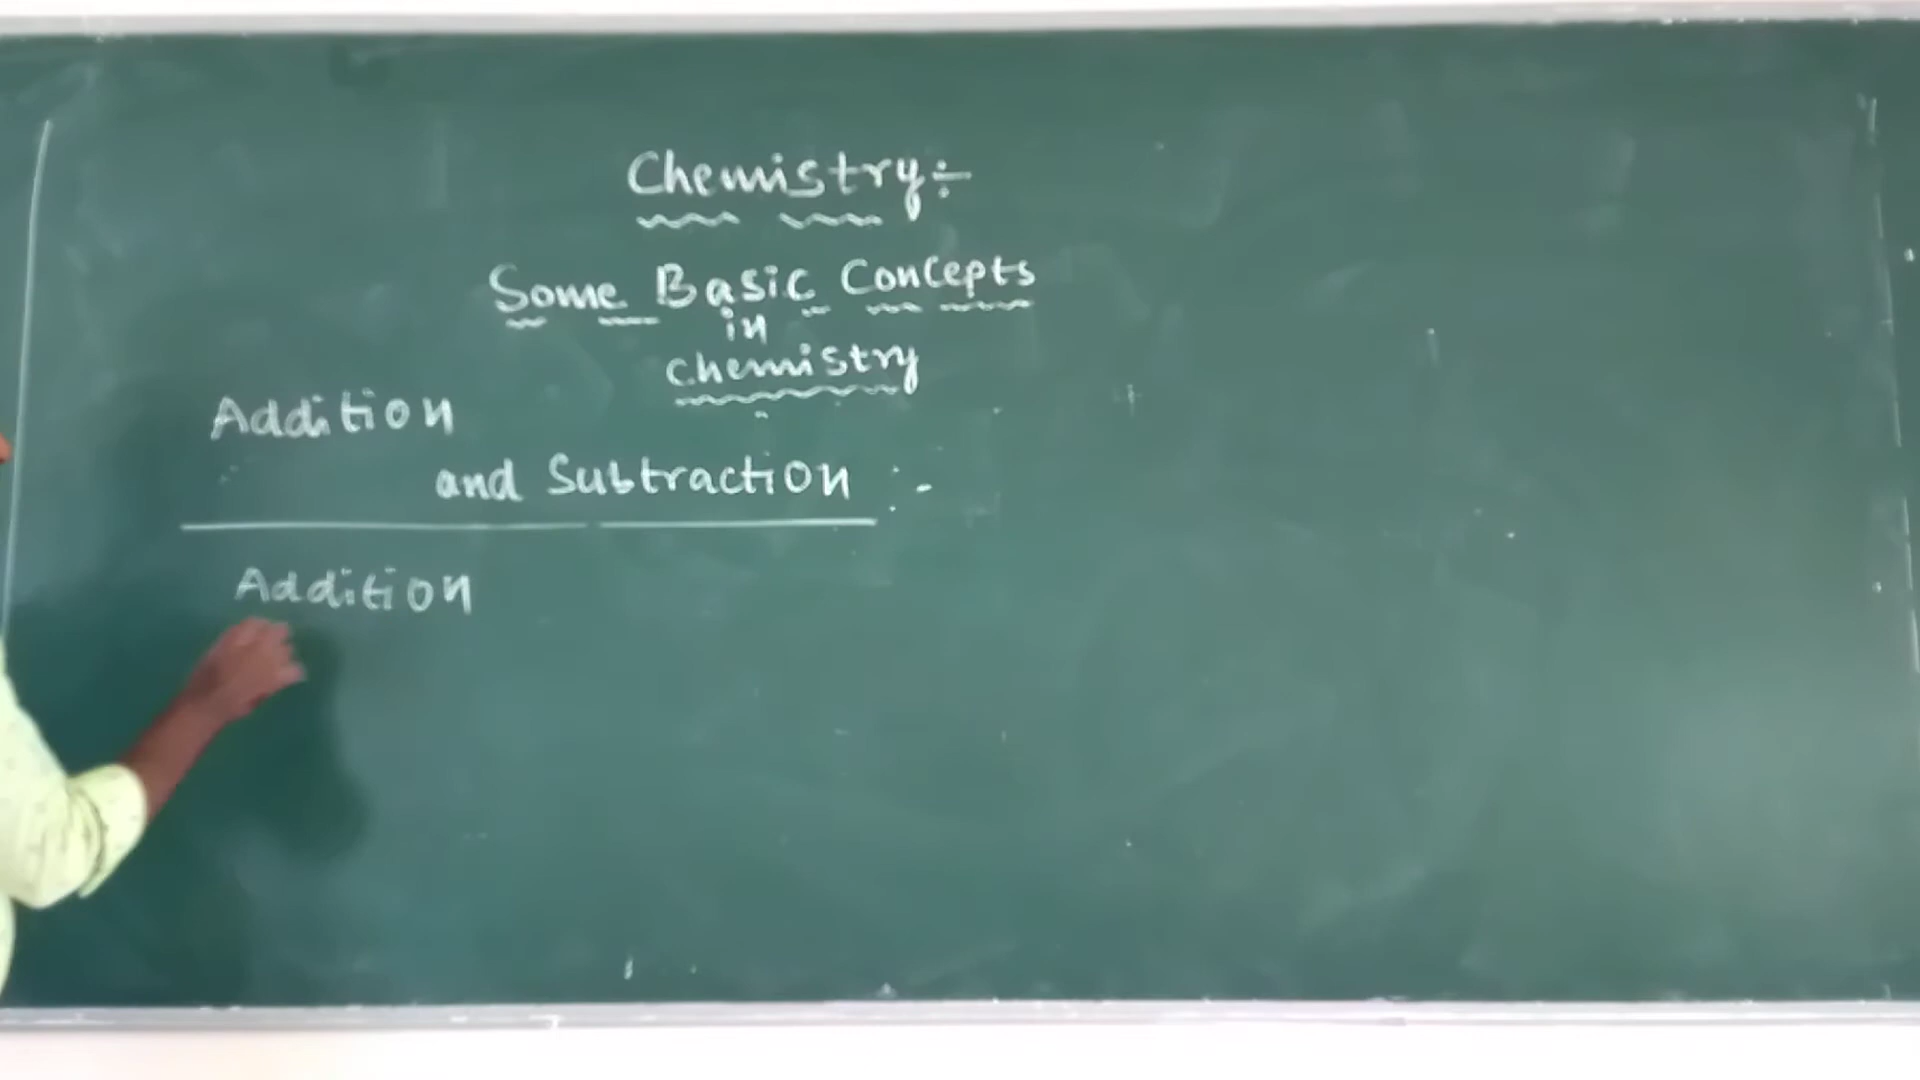 Chemistry:-
Some Basic Concepts
in
chemistry
Addition
and Subtraction :-
Addition